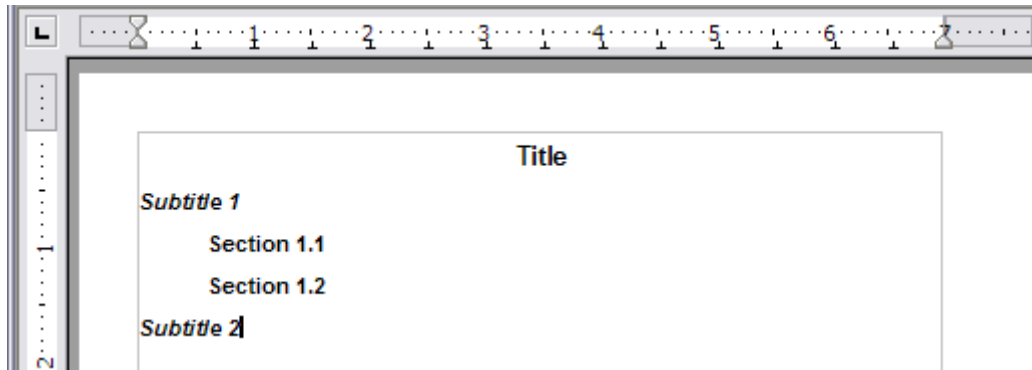 1 2 3 4 5 6 7
Title
Subtitle 1
Section 1.1
Section 1.2
Subtitle 2
1
2